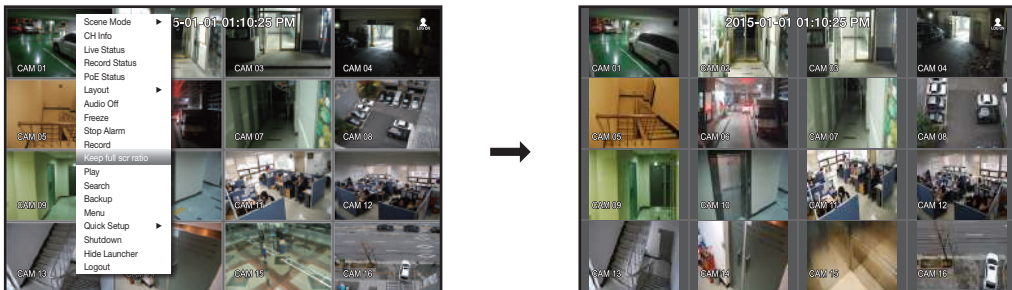 Scene Mode ▶
CH Info
Live Status
Record Status
PoE Status
Layout ▶
Audio Off
Freeze
Stop Alarm
Record
Keep full scr ratio
Play
Search
Backup
Menu
Quick Setup ▶
Shutdown
Hide Launcher
Logout
5-01-01 01:10:25 PM
LOG ON
CAM 01
CAM 03
CAM 04
CAM 05
CAM 07
CAM 08
CAM 09
CAM 11
CAM 12
CAM 13
CAM 15
CAM 16
2015-01-01 01:10:25 PM
CAM 01
CAM 02
CAM 03
CAM 04
CAM 05
CAM 06
CAM 07
CAM 08
CAM 09
CAM 10
CAM 11
CAM 12
CAM 13
CAM 14
CAM 15
CAM 16